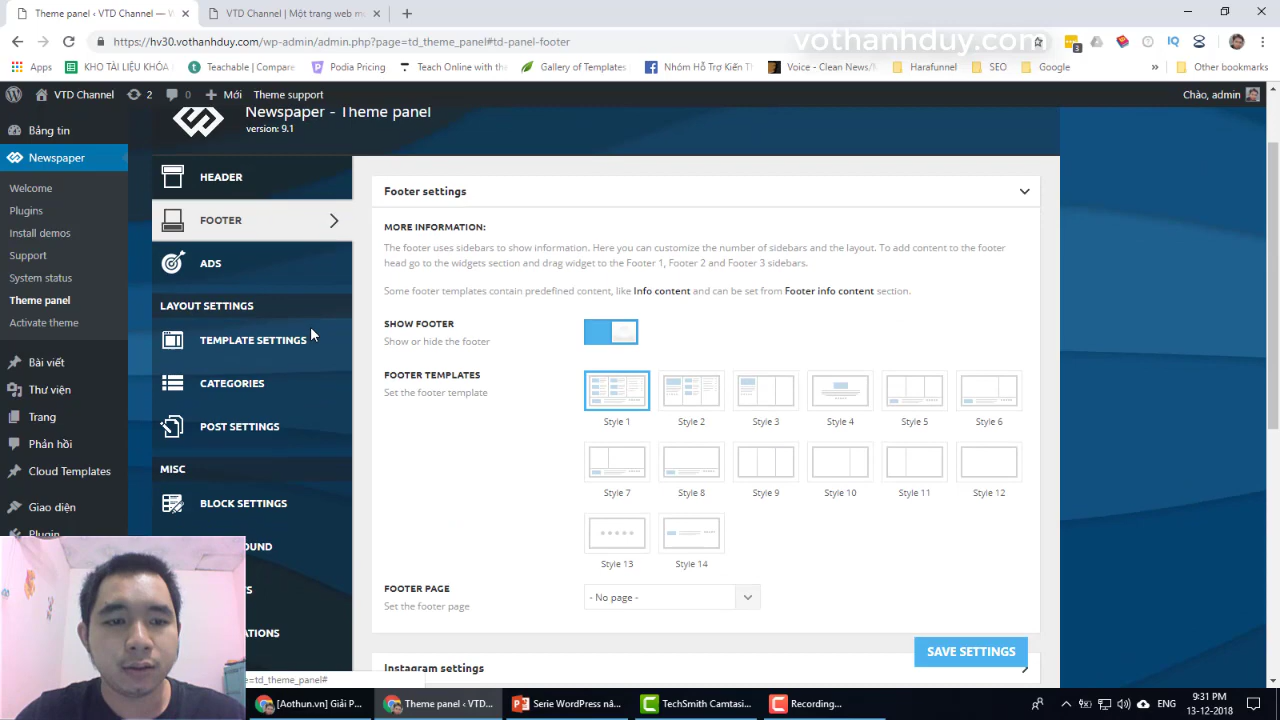 Theme panel ‹ VTD Channel —
VTD Channel | Một trang web m
https://hv30.vothanhduy.com/wp-admin/admin.php?page=td_theme_panel#td-panel-footer
vothanhduy.com
3
Apps
KHO TÀI LIỆU KHÓA
Teachable | Compare
Podia Pricing
Teach Online with the
Gallery of Templates
Nhóm Hỗ Trợ Kiến Th
Voice - Clean News/M
Harafunnel
SEO
Google
»
Other bookmarks
VTD Channel
2
0
Mới
Theme support
Chào, admin
Bảng tin
Newspaper
Welcome
Plugins
Install demos
Support
System status
Theme panel
Activate theme
Bài viết
Thư viện
Trang
Phản hồi
Cloud Templates
Giao diện
Plugin
Newspaper - Theme panel
version: 9.1
HEADER
FOOTER
ADS
LAYOUT SETTINGS
TEMPLATE SETTINGS
CATEGORIES
POST SETTINGS
MISC
BLOCK SETTINGS
OUND
S
ATIONS
Footer settings
MORE INFORMATION:
The footer uses sidebars to show information. Here you can customize the number of sidebars and the layout. To add content to the footer
head go to the widgets section and drag widget to the Footer 1, Footer 2 and Footer 3 sidebars.
Some footer templates contain predefined content, like Info content and can be set from Footer info content section.
SHOW FOOTER
Show or hide the footer
FOOTER TEMPLATES
Set the footer template
Style 1
Style 2
Style 3
Style 4
Style 5
Style 6
Style 7
Style 8
Style 9
Style 10
Style 11
Style 12
Style 13
Style 14
FOOTER PAGE
Set the footer page
- No page -
SAVE SETTINGS
Instagram settings
=td_theme_panel#
[Aothun.vn] Giải P...
Theme panel ‹ VTD...
Serie WordPress nâ...
TechSmith Camtasi...
Recording...
ENG
9:31 PM
13-12-2018